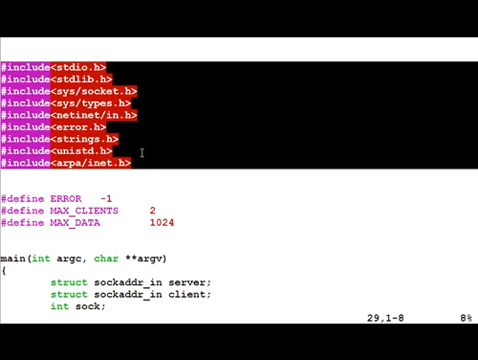 #include<stdio.h>
#include<stdlib.h>
#include<sys/socket.h>
#include<sys/types.h>
#include<netinet/in.h>
#include<error.h>
#include<strings.h>
#include<unistd.h>
#include<arpa/inet.h>
#define ERROR -1
#define MAX_CLIENTS 2
#define MAX_DATA 1024
main(int argc, char **argv)
{
struct sockaddr_in server;
struct sockaddr_in client;
int sock;
29,1-8 8%